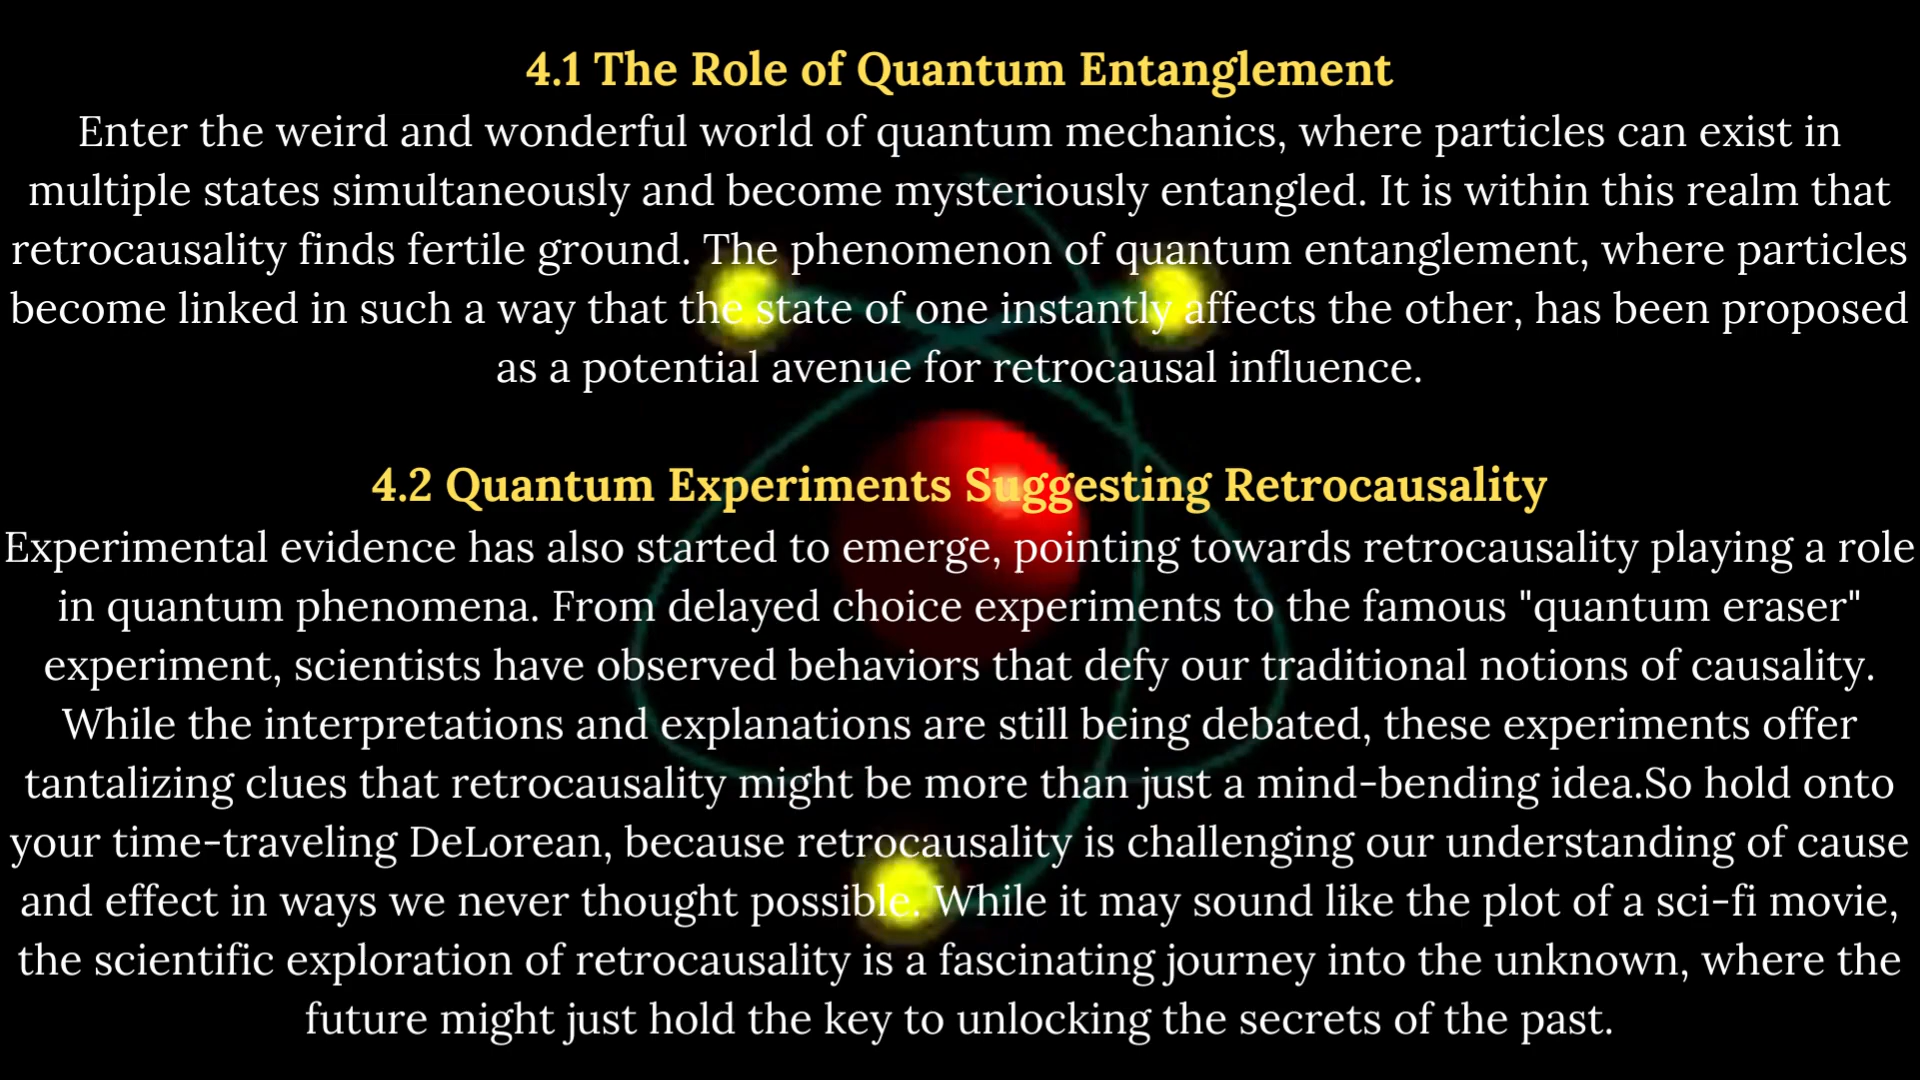 4.1 The Role of Quantum Entanglement
Enter the weird and wonderful world of quantum mechanics, where particles can exist in
multiple states simultaneously and become mysteriously entangled. It is within this realm that
retrocausality finds fertile ground. The phenomenon of quantum entanglement, where particles
become linked in such a way that the state of one instantly affects the other, has been proposed
as a potential avenue for retrocausal influence.
4.2 Quantum Experiments Suggesting Retrocausality
Experimental evidence has also started to emerge, pointing towards retrocausality playing a role
in quantum phenomena. From delayed choice experiments to the famous "quantum eraser"
experiment, scientists have observed behaviors that defy our traditional notions of causality.
While the interpretations and explanations are still being debated, these experiments offer
tantalizing clues that retrocausality might be more than just a mind-bending idea.So hold onto
your time-traveling DeLorean, because retrocausality is challenging our understanding of cause
and effect in ways we never thought possible. While it may sound like the plot of a sci-fi movie,
the scientific exploration of retrocausality is a fascinating journey into the unknown, where the
future might just hold the key to unlocking the secrets of the past.